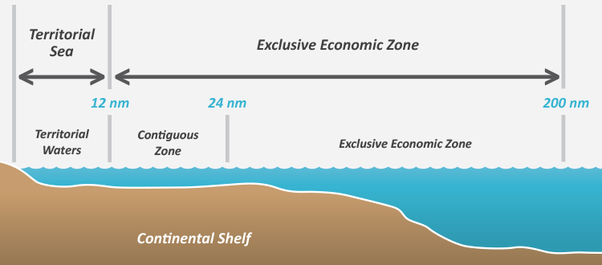 Territorial
Sea
Exclusive Economic Zone
12 nm
24 nm
200 nm
Territorial
Waters
Contiguous
Zone
Exclusive Economic Zone
Continental Shelf